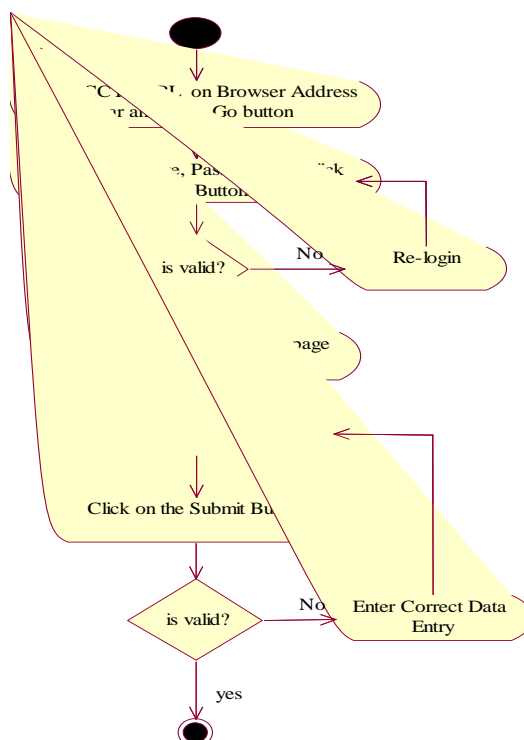 on Browser Address
Go button
Button
No
is valid?
Re-login
page
Click on the Submit
No
is valid?
Enter Correct Data
Entry
yes